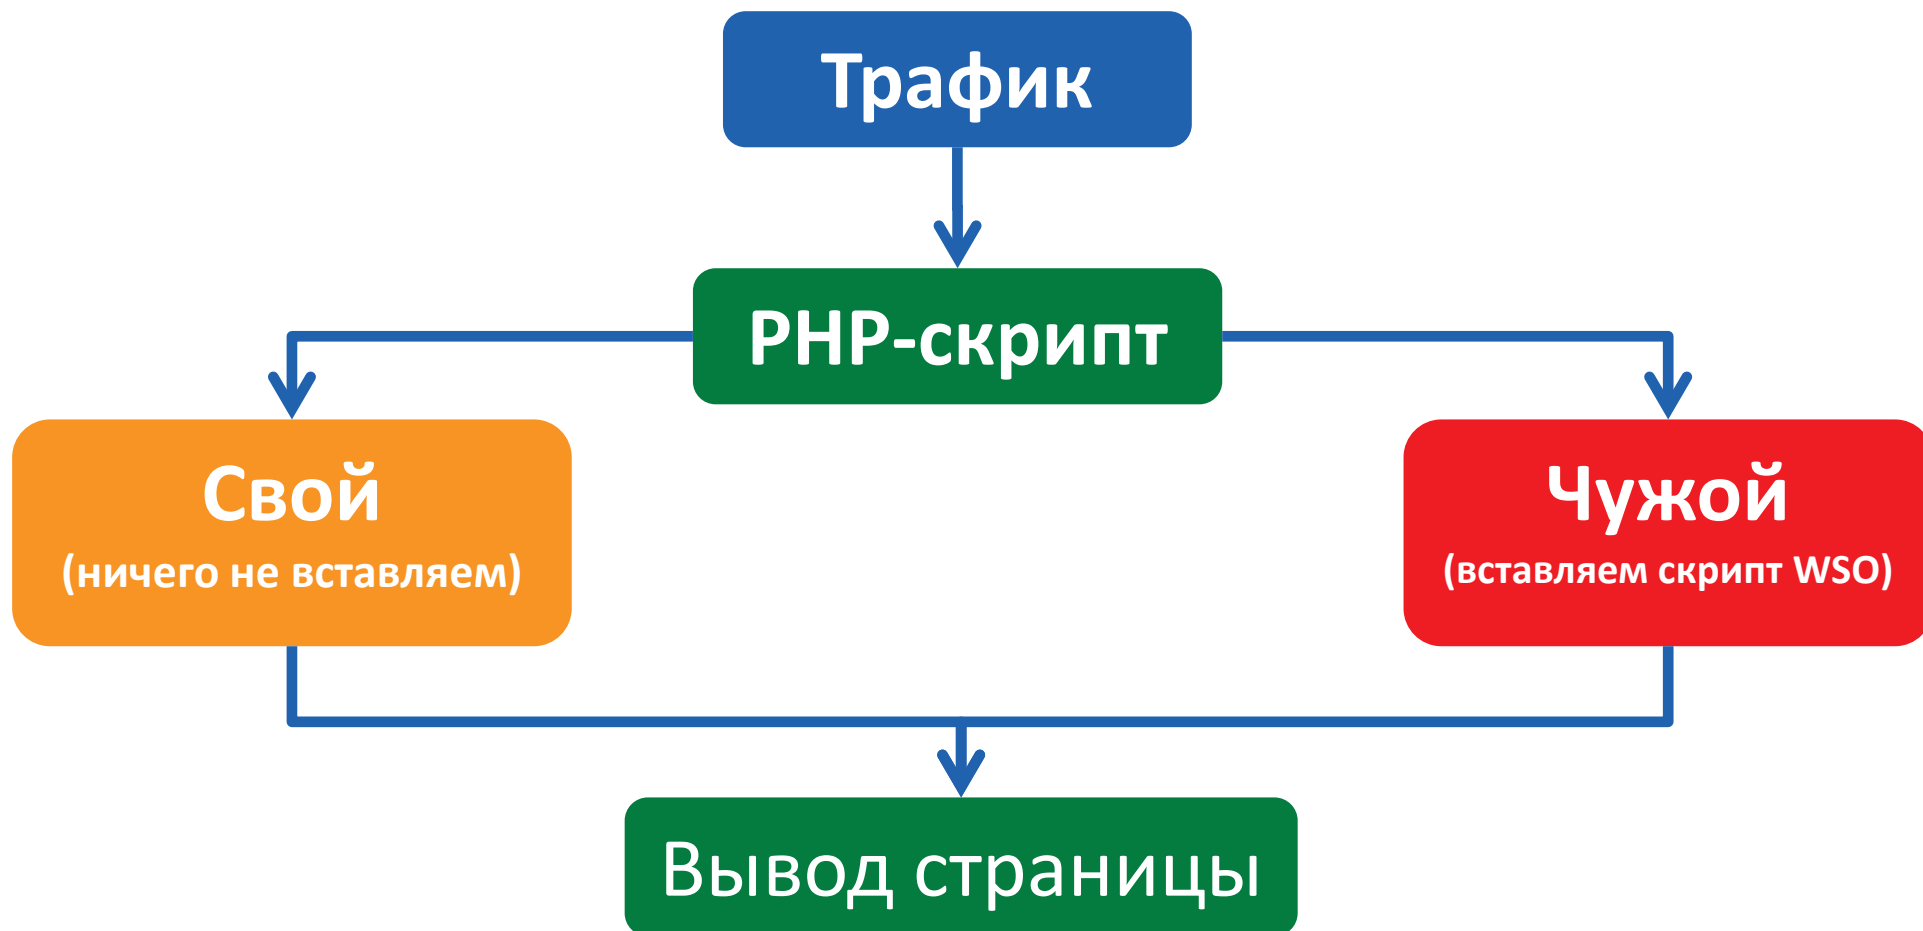 Трафик
PHP-скрипт
Свой
(ничего не вставляем)
Чужой
(вставляем скрипт WSO)
Вывод страницы